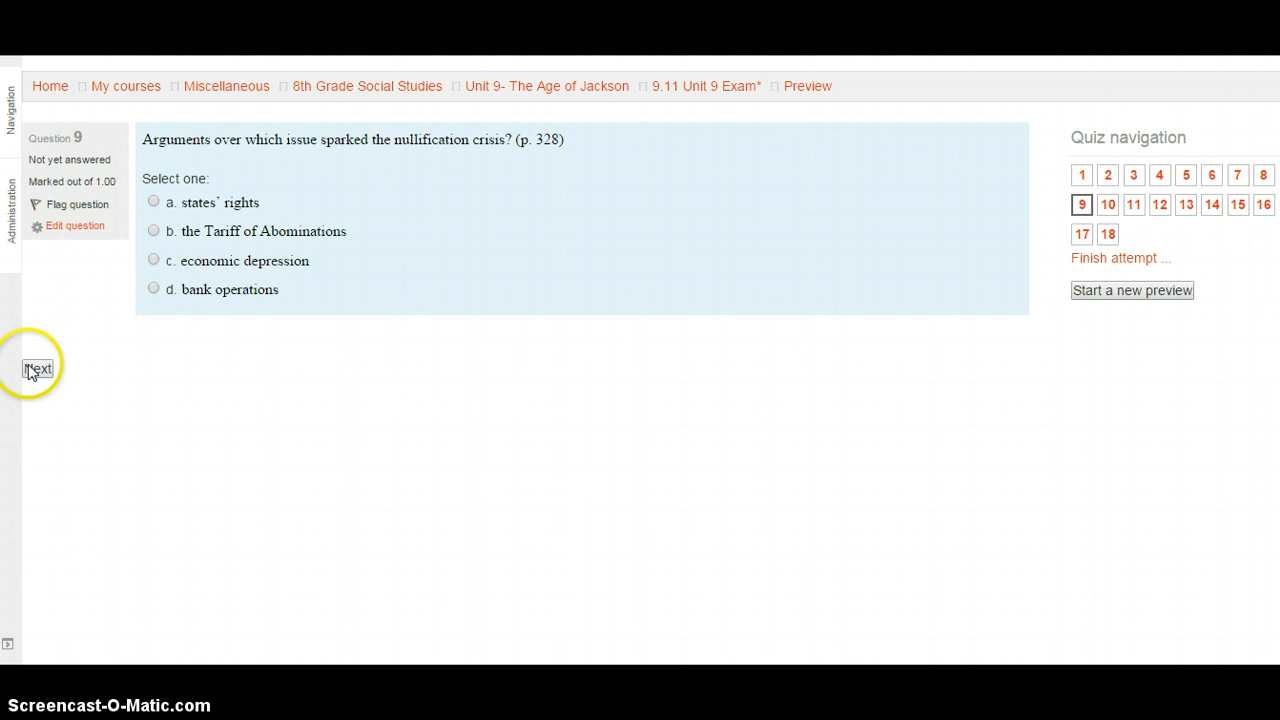 Home My courses Miscellaneous 8th Grade Social Studies Unit 9- The Age of Jackson 9.11 Unit 9 Exam* Preview
Navigation
Administration
Question 9
Not yet answered
Marked out of 1.00
Flag question
Edit question
Arguments over which issue sparked the nullification crisis? (p. 328)
Select one:
a. states` rights
b. the Tariff of Abominations
c. economic depression
d. bank operations
Next
Quiz navigation
1 2 3 4 5 6 7 8
9 10 11 12 13 14 15 16
17 18
Finish attempt ...
Start a new preview
Screencast-O-Matic.com